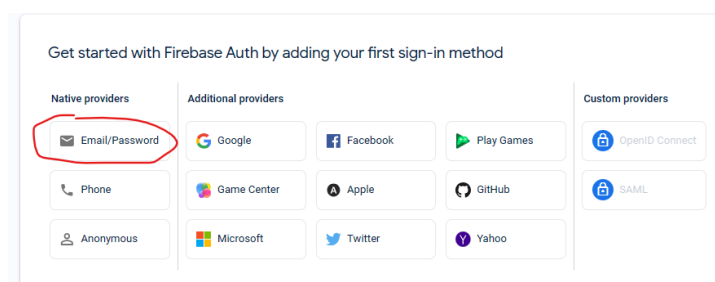 Get started with Firebase Auth by adding your first sign-in method
Native providers
Email/Password
Phone
Anonymous
Additional providers
Google
Facebook
Play Games
Game Center
Apple
GitHub
Microsoft
Twitter
Yahoo
Custom providers
OpenID Connect
SAML